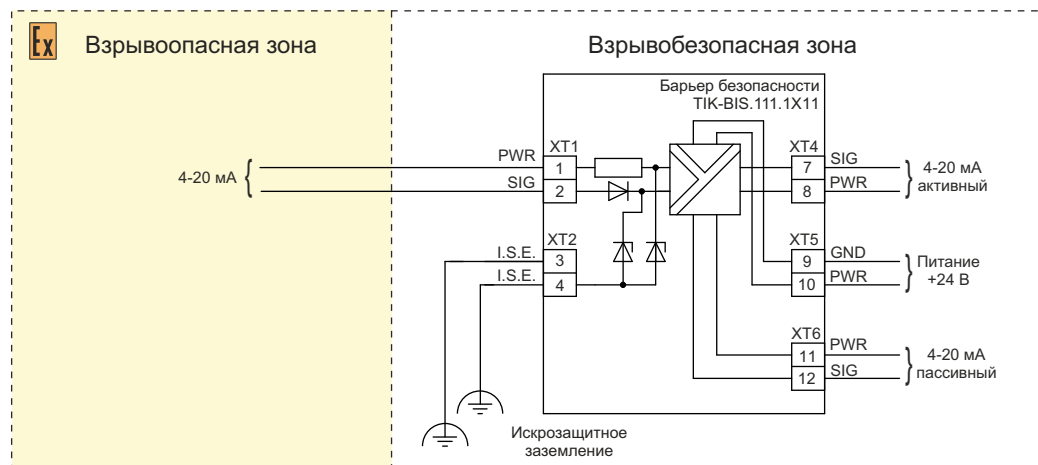 Ex
Взрывоопасная зона
Взрывобезопасная зона
Барьер безопасности
TIK-BIS.111.1X11
4-20 мА
PWR
SIG
XT1
1
2
I.S.E.
I.S.E.
XT2
3
4
XT4
7
8
SIG
PWR
4-20 мА
активный
XT5
9
10
GND
PWR
Питание
+24 В
XT6
11
12
PWR
SIG
4-20 мА
пассивный
Искрозащитное
заземление